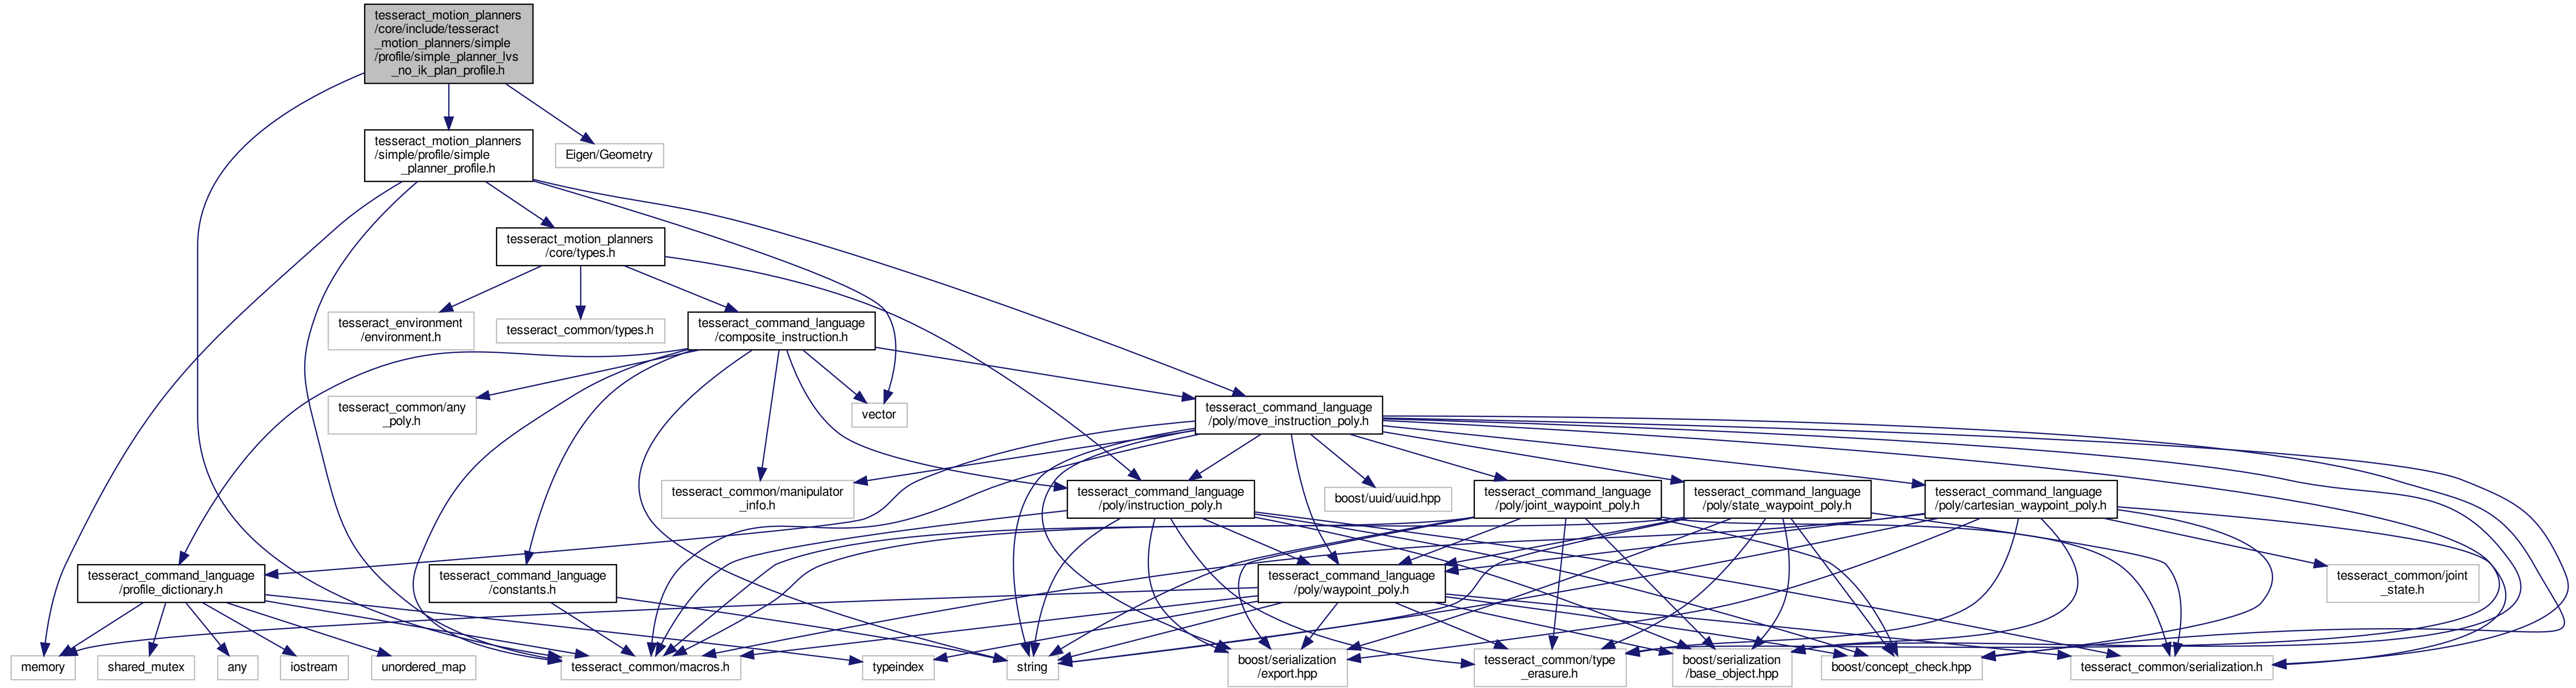 tesseract_motion_planners
/core/include/tesseract
_motion_planners/simple
/profile/simple_planner_lvs
_no_ik_plan_profile.h
tesseract_motion_planners
/simple/profile/simple
_planner_profile.h
Eigen/Geometry
tesseract_motion_planners
/core/types.h
tesseract_environment
/environment.h
tesseract_common/types.h
tesseract_command_language
/composite_instruction.h
tesseract_common/any
_poly.h
vector
tesseract_command_language
/poly/move_instruction_poly.h
tesseract_common/manipulator
_info.h
tesseract_command_language
/poly/instruction_poly.h
boost/uuid/uuid.hpp
tesseract_command_language
/poly/joint_waypoint_poly.h
tesseract_command_language
/poly/state_waypoint_poly.h
tesseract_command_language
/poly/cartesian_waypoint_poly.h
tesseract_command_language
/profile_dictionary.h
tesseract_command_language
/constants.h
tesseract_command_language
/poly/waypoint_poly.h
tesseract_common/joint
_state.h
memory
shared_mutex
any
iostream
unordered_map
tesseract_common/macros.h
typeindex
string
boost/serialization
/export.hpp
tesseract_common/type
_erasure.h
boost/serialization
/base_object.hpp
boost/concept_check.hpp
tesseract_common/serialization.h